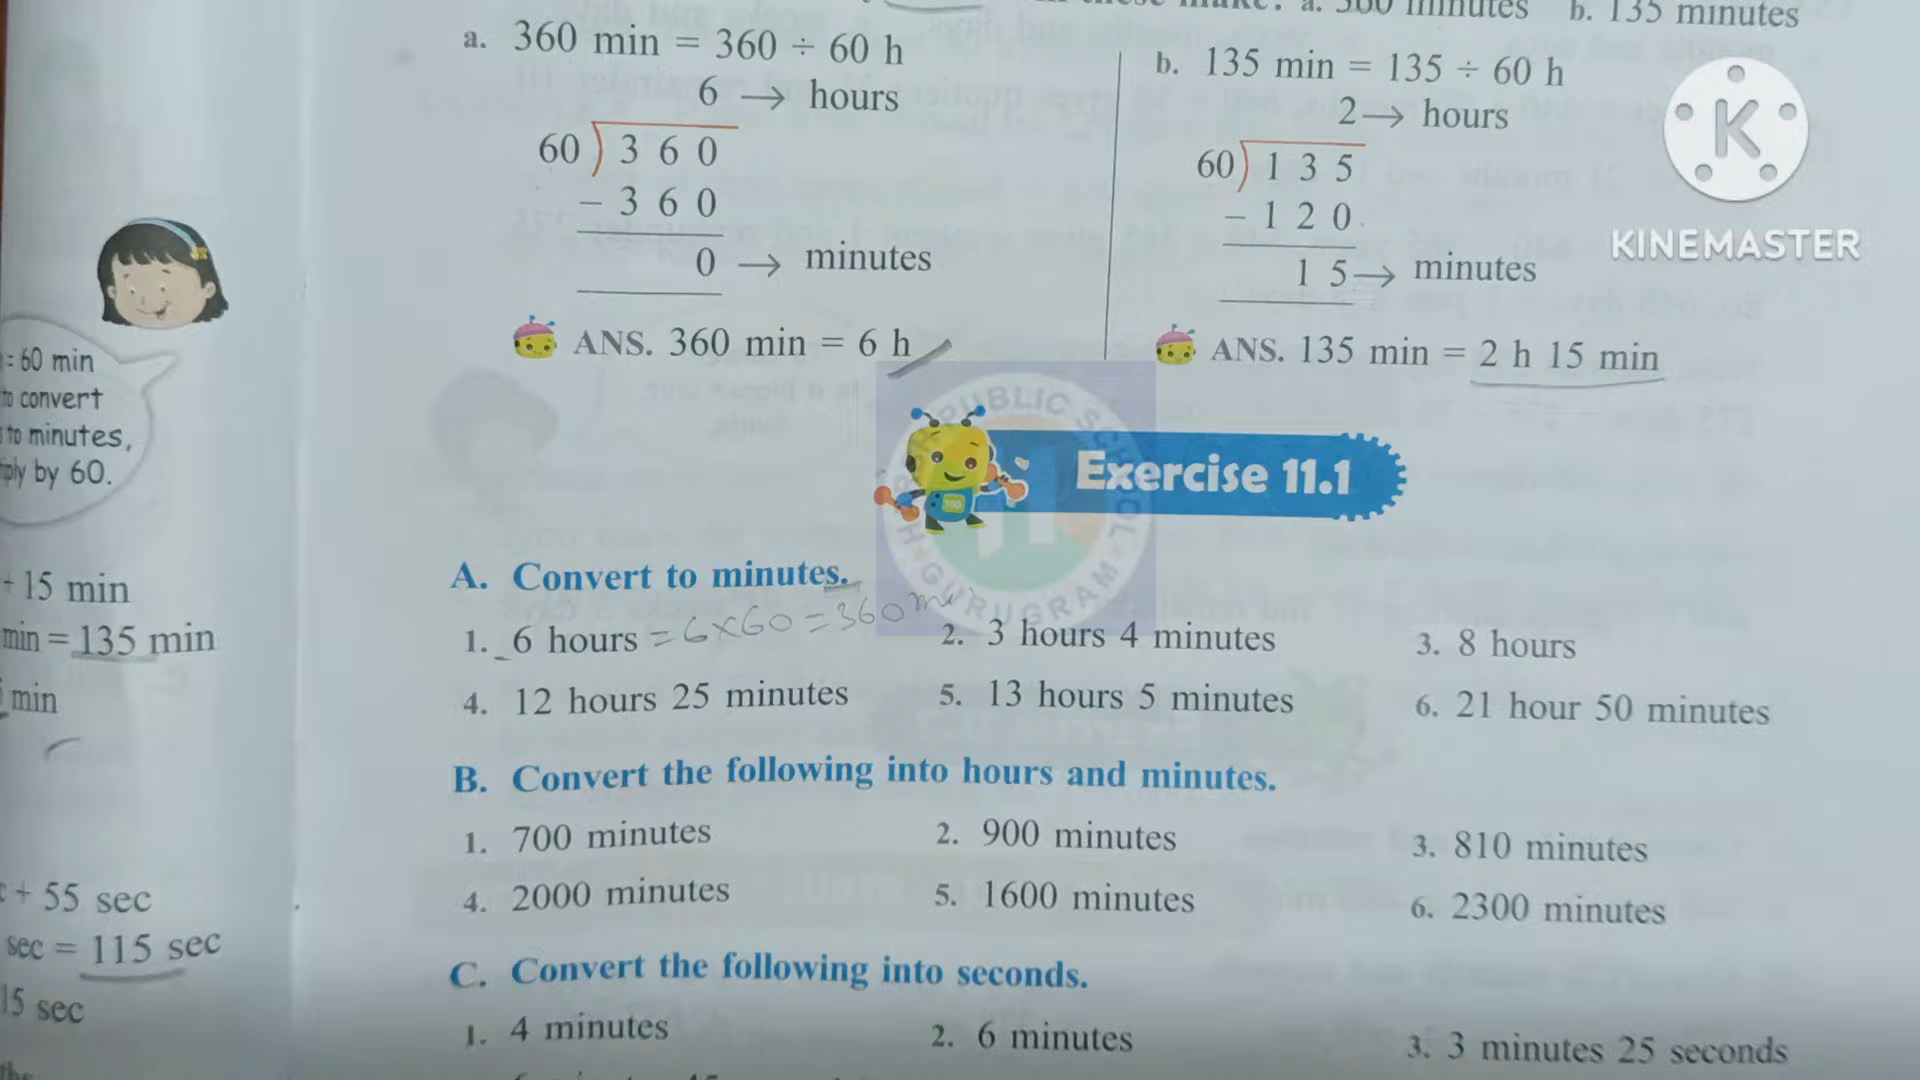 a. 360 minutes b. 135 minutes
a. 360 min = 360 ÷ 60 h
6 → hours
60 ) 3 6 0
− 3 6 0
0 → minutes
ANS. 360 min = 6 h
b. 135 min = 135 ÷ 60 h
2 → hours
60 ) 1 3 5
− 1 2 0
1 5 → minutes
ANS. 135 min = 2 h 15 min
KINEMASTER
= 60 min
to convert
to minutes,
ply by 60.
+ 15 min
min = 135 min
min
+ 55 sec
sec = 115 sec
15 sec
PUBLIC SCHOOL
GURUGRAM
Exercise 11.1
A. Convert to minutes.
1. 6 hours = 6×60 = 360 min 2. 3 hours 4 minutes 3. 8 hours
4. 12 hours 25 minutes 5. 13 hours 5 minutes 6. 21 hour 50 minutes
B. Convert the following into hours and minutes.
1. 700 minutes 2. 900 minutes 3. 810 minutes
4. 2000 minutes 5. 1600 minutes 6. 2300 minutes
C. Convert the following into seconds.
1. 4 minutes 2. 6 minutes 3. 3 minutes 25 seconds